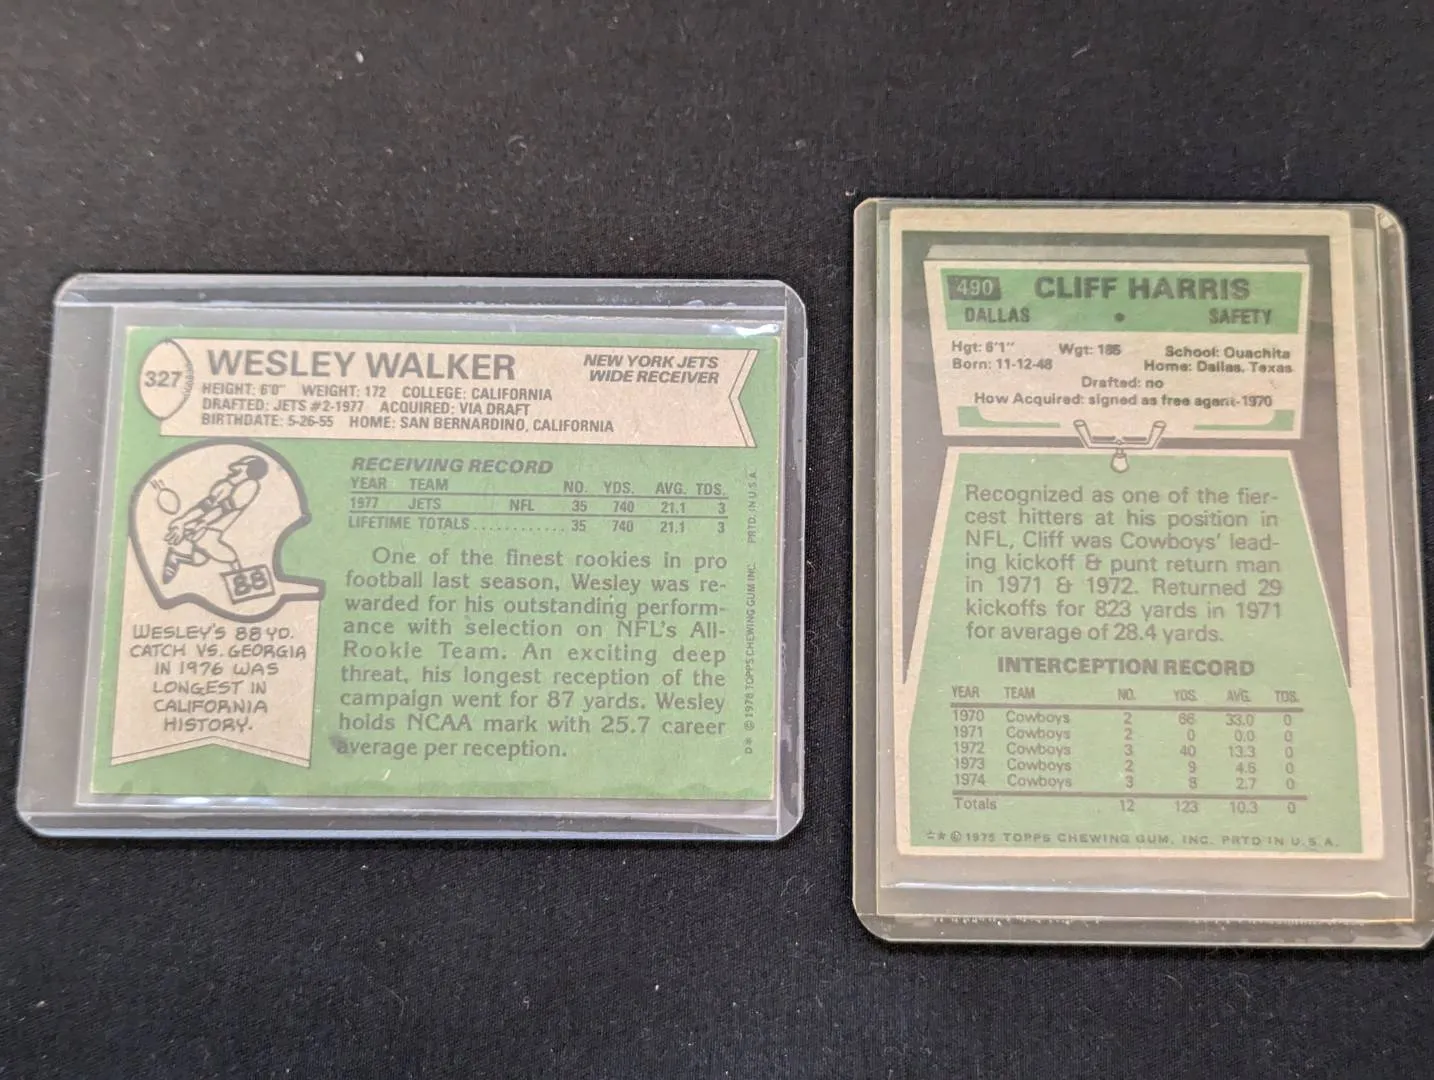 327
WESLEY WALKER
NEW YORK JETS
WIDE RECEIVER
HEIGHT: 6'0" WEIGHT: 172 COLLEGE: CALIFORNIA
DRAFTED: JETS #2-1977 ACQUIRED: VIA DRAFT
BIRTHDATE: 5-26-55 HOME: SAN BERNARDINO, CALIFORNIA
88
WESLEY'S 88 YD.
CATCH VS. GEORGIA
IN 1976 WAS
LONGEST IN
CALIFORNIA
HISTORY.
RECEIVING RECORD
YEAR TEAM NO. YDS. AVG. TDS.
1977 JETS NFL 35 740 21.1 3
LIFETIME TOTALS ............ 35 740 21.1 3
One of the finest rookies in pro
football last season, Wesley was re-
warded for his outstanding perform-
ance with selection on NFL's All-
Rookie Team. An exciting deep
threat, his longest reception of the
campaign went for 87 yards. Wesley
holds NCAA mark with 25.7 career
average per reception.
D* © 1978 TOPPS CHEWING GUM INC. PRTD. IN U.S.A.
490 CLIFF HARRIS
DALLAS • SAFETY
Hgt: 6'1" Wgt: 185 School: Ouachita
Born: 11-12-48 Home: Dallas, Texas
Drafted: no
How Acquired: signed as free agent-1970
Recognized as one of the fier-
cest hitters at his position in
NFL, Cliff was Cowboys' lead-
ing kickoff & punt return man
in 1971 & 1972. Returned 29
kickoffs for 823 yards in 1971
for average of 28.4 yards.
INTERCEPTION RECORD
YEAR TEAM NO. YDS. AVG. TDS.
1970 Cowboys 2 66 33.0 0
1971 Cowboys 2 0 0.0 0
1972 Cowboys 3 40 13.3 0
1973 Cowboys 2 9 4.5 0
1974 Cowboys 3 8 2.7 0
Totals 12 123 10.3 0
☆★ © 1975 TOPPS CHEWING GUM, INC. PRTD IN U.S.A.